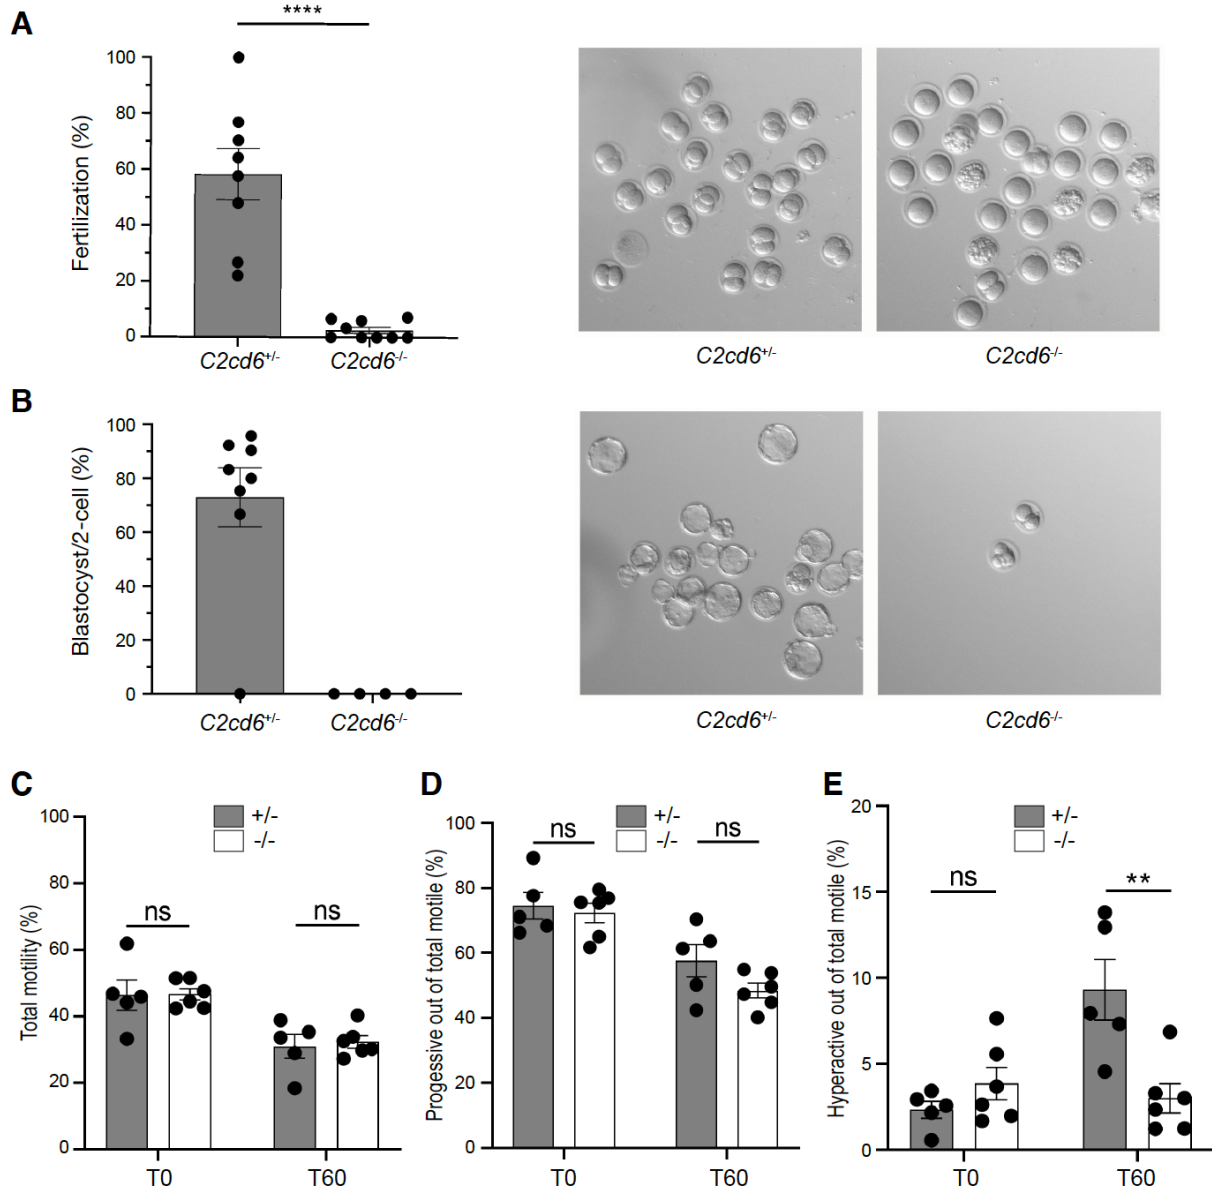 A
****
Fertilization (%)
100
80
60
40
20
0
C2cd6+/-
C2cd6-/-
C2cd6+/-
C2cd6-/-
B
Blastocyst/2-cell (%)
100
80
60
40
20
0
C2cd6+/-
C2cd6-/-
C2cd6+/-
C2cd6-/-
C
+/-
-/-
Total motility (%)
100
80
60
40
20
0
ns
ns
T0
T60
D
+/-
-/-
Progessive out of total motile (%)
100
80
60
40
20
0
ns
ns
T0
T60
E
+/-
-/-
Hyperactive out of total motile (%)
20
15
10
5
0
ns
**
T0
T60